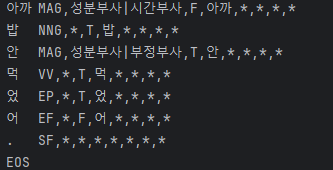 아까 MAG,성분부사|시간부사,F,아까,*,*,*,*
밥 NNG,*,T,밥,*,*,*,*
안 MAG,성분부사|부정부사,T,안,*,*,*,*
먹 VV,*,T,먹,*,*,*,*
었 EP,*,T,었,*,*,*,*
어 EF,*,F,어,*,*,*,*
. SF,*,*,*,*,*,*,*
EOS